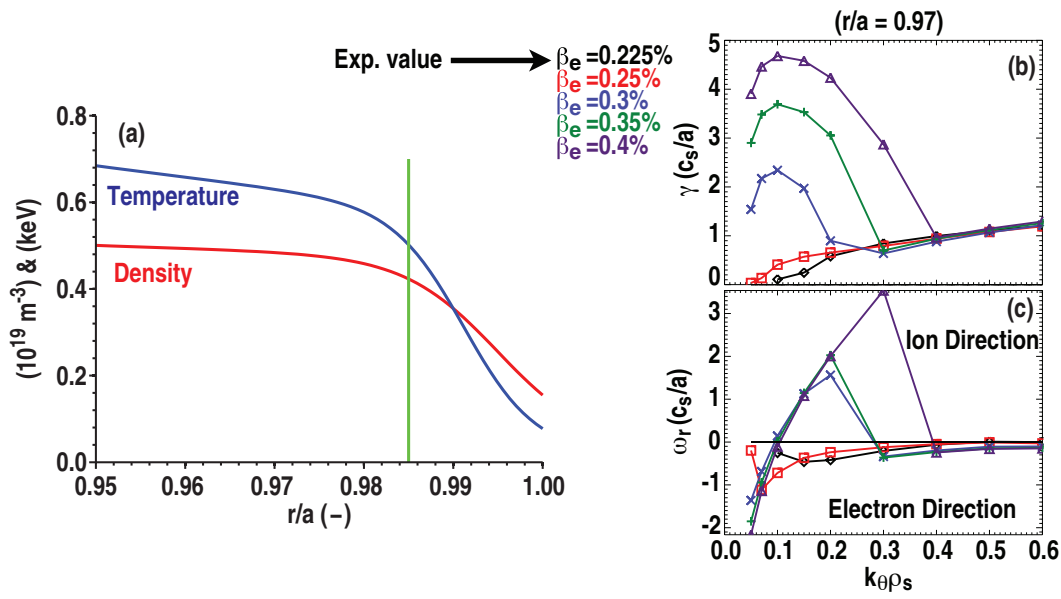 (r/a = 0.97)
Exp. value
βe=0.225%
βe=0.25%
βe=0.3%
βe=0.35%
βe=0.4%
(a)
0.8
0.6
0.4
0.2
0.0
Temperature
Density
(10¹⁹ m⁻³) & (keV)
0.95 0.96 0.97 0.98 0.99 1.00
r/a (−)
(b)
5
4
3
2
1
0
γ (cs/a)
(c)
3
2
1
0
-1
-2
ωr (cs/a)
Ion Direction
Electron Direction
0.0 0.1 0.2 0.3 0.4 0.5 0.6
kθρs